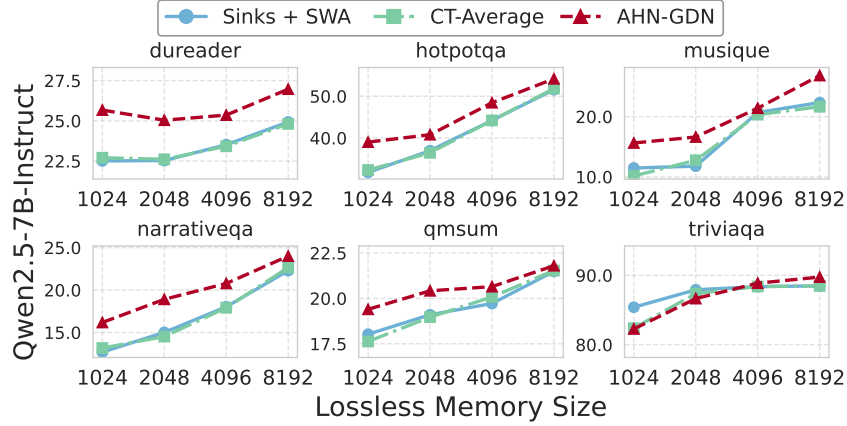 Sinks + SWA CT-Average AHN-GDN
dureader hotpotqa musique
27.5
25.0
22.5
50.0
40.0
20.0
10.0
1024 2048 4096 8192 1024 2048 4096 8192 1024 2048 4096 8192
narrativeqa qmsum triviaqa
25.0
20.0
15.0
22.5
20.0
17.5
90.0
80.0
1024 2048 4096 8192 1024 2048 4096 8192 1024 2048 4096 8192
Qwen2.5-7B-Instruct
Lossless Memory Size